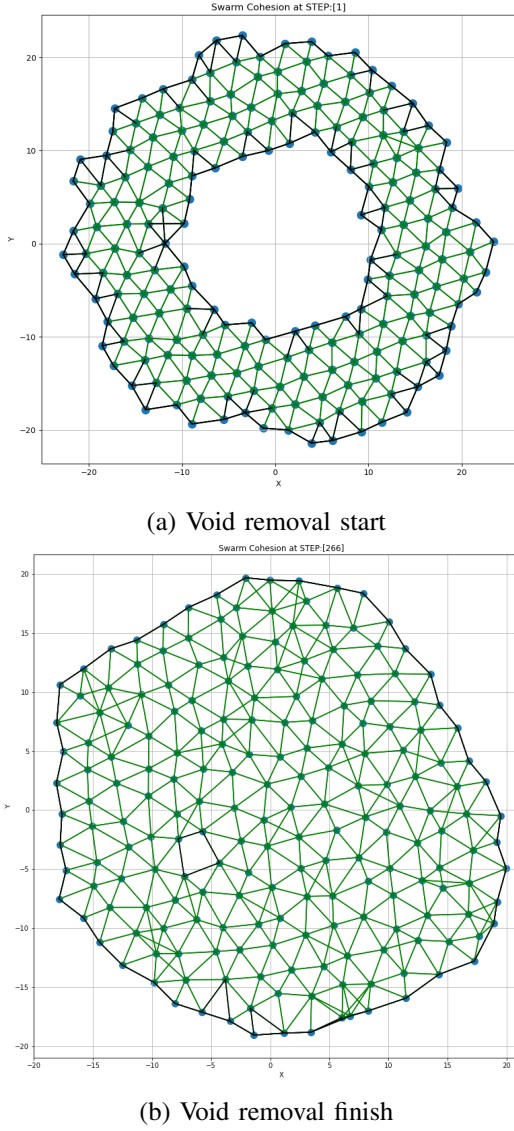 Swarm Cohesion at STEP:[1]
20
10
0
−10
−20
Y
−20 −10 0 10 20
X
(a) Void removal start
Swarm Cohesion at STEP:[266]
20
15
10
5
0
−5
−10
−15
−20
Y
−20 −15 −10 −5 0 5 10 15 20
X
(b) Void removal finish